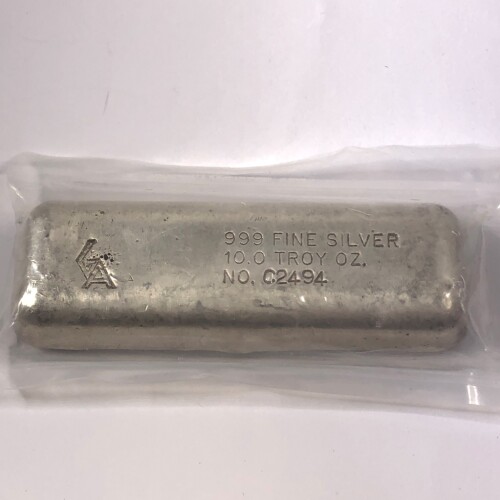 999 FINE SILVER
10.0 TROY OZ.
NO. C2494